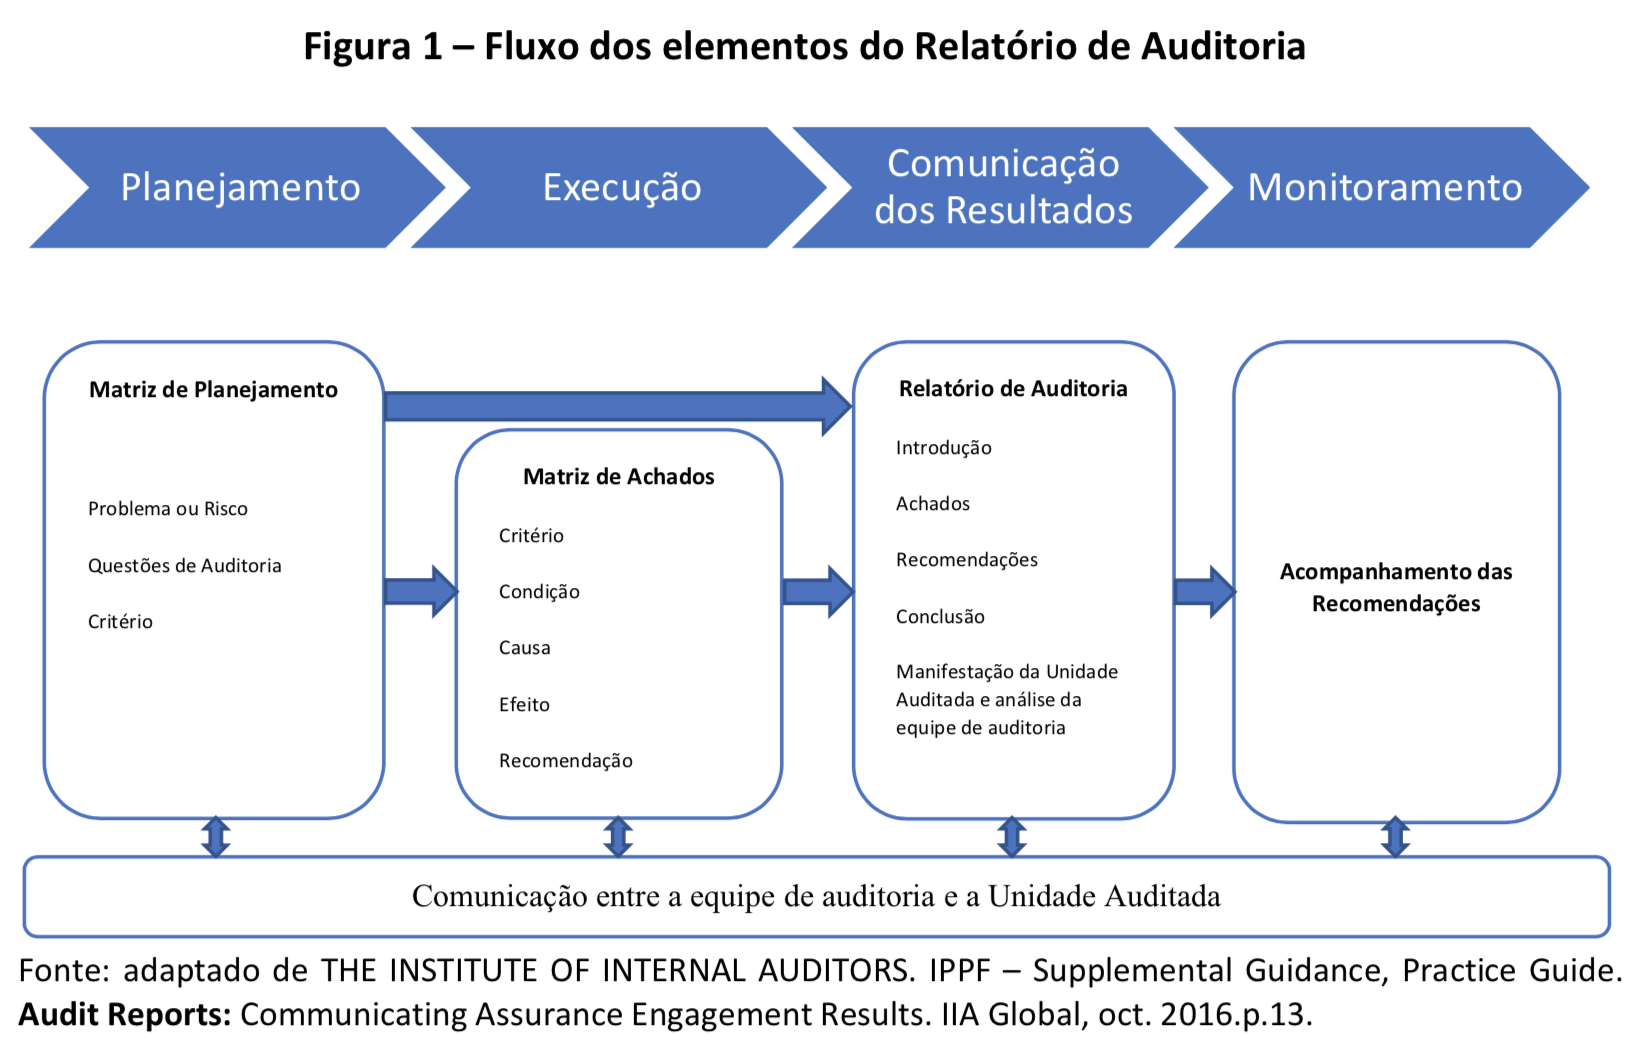 Figura 1 – Fluxo dos elementos do Relatório de Auditoria
Planejamento
Execução
Comunicação
dos Resultados
Monitoramento
Matriz de Planejamento
Problema ou Risco
Questões de Auditoria
Critério
Matriz de Achados
Critério
Condição
Causa
Efeito
Recomendação
Relatório de Auditoria
Introdução
Achados
Recomendações
Conclusão
Manifestação da Unidade
Auditada e análise da
equipe de auditoria
Acompanhamento das
Recomendações
Comunicação entre a equipe de auditoria e a Unidade Auditada
Fonte: adaptado de THE INSTITUTE OF INTERNAL AUDITORS. IPPF – Supplemental Guidance, Practice Guide.
Audit Reports: Communicating Assurance Engagement Results. IIA Global, oct. 2016.p.13.